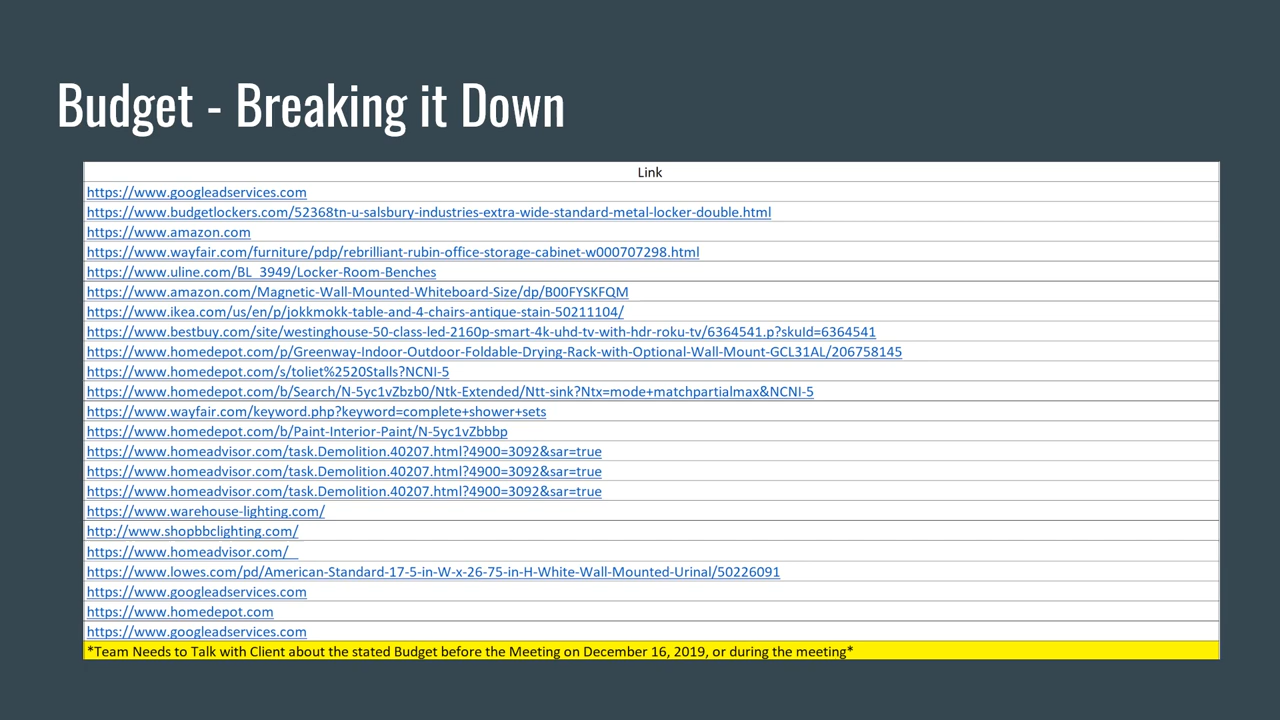 Budget - Breaking it Down
Link
https://www.googleadservices.com
https://www.budgetlockers.com/52368tn-u-salsbury-industries-extra-wide-standard-metal-locker-double.html
https://www.amazon.com
https://www.wayfair.com/furniture/pdp/rebrilliant-rubin-office-storage-cabinet-w000707298.html
https://www.uline.com/BL_3949/Locker-Room-Benches
https://www.amazon.com/Magnetic-Wall-Mounted-Whiteboard-Size/dp/B00FYSKFQM
https://www.ikea.com/us/en/p/jokkmokk-table-and-4-chairs-antique-stain-50211104/
https://www.bestbuy.com/site/westinghouse-50-class-led-2160p-smart-4k-uhd-tv-with-hdr-roku-tv/6364541.p?skuId=6364541
https://www.homedepot.com/p/Greenway-Indoor-Outdoor-Foldable-Drying-Rack-with-Optional-Wall-Mount-GCL31AL/206758145
https://www.homedepot.com/s/toliet%2520Stalls?NCNI-5
https://www.homedepot.com/b/Search/N-5yc1vZbzb0/Ntk-Extended/Ntt-sink?Ntx=mode+matchpartialmax&NCNI-5
https://www.wayfair.com/keyword.php?keyword=complete+shower+sets
https://www.homedepot.com/b/Paint-Interior-Paint/N-5yc1vZbbbp
https://www.homeadvisor.com/task.Demolition.40207.html?4900=3092&sar=true
https://www.homeadvisor.com/task.Demolition.40207.html?4900=3092&sar=true
https://www.homeadvisor.com/task.Demolition.40207.html?4900=3092&sar=true
https://www.warehouse-lighting.com/
http://www.shopbbclighting.com/
https://www.homeadvisor.com/
https://www.lowes.com/pd/American-Standard-17-5-in-W-x-26-75-in-H-White-Wall-Mounted-Urinal/50226091
https://www.googleadservices.com
https://www.homedepot.com
https://www.googleadservices.com
*Team Needs to Talk with Client about the stated Budget before the Meeting on December 16, 2019, or during the meeting*